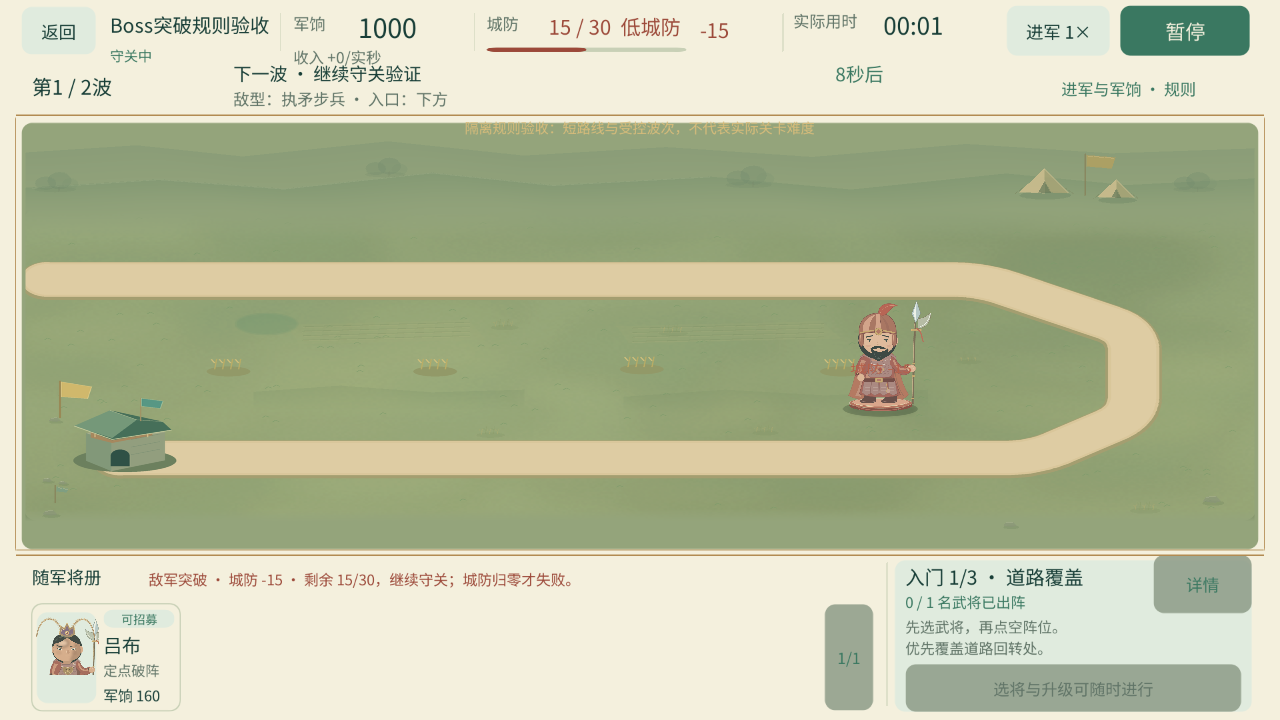 返回
Boss突破规则验收
守关中
军饷 1000
收入 +0/实秒
城防 15 / 30 低城防 -15
实际用时 00:01
进军 1×
暂停
第1 / 2波
下一波 · 继续守关验证
敌型：执矛步兵 · 入口：下方
8秒后
进军与军饷 · 规则
隔离规则验收：短路线与受控波次，不代表实际关卡难度
随军将册
敌军突破 · 城防 -15 · 剩余 15/30，继续守关；城防归零才失败。
可招募
吕布
定点破阵
军饷 160
1/1
入门 1/3 · 道路覆盖
详情
0 / 1 名武将已出阵
先选武将，再点空阵位。
优先覆盖道路回转处。
选将与升级可随时进行